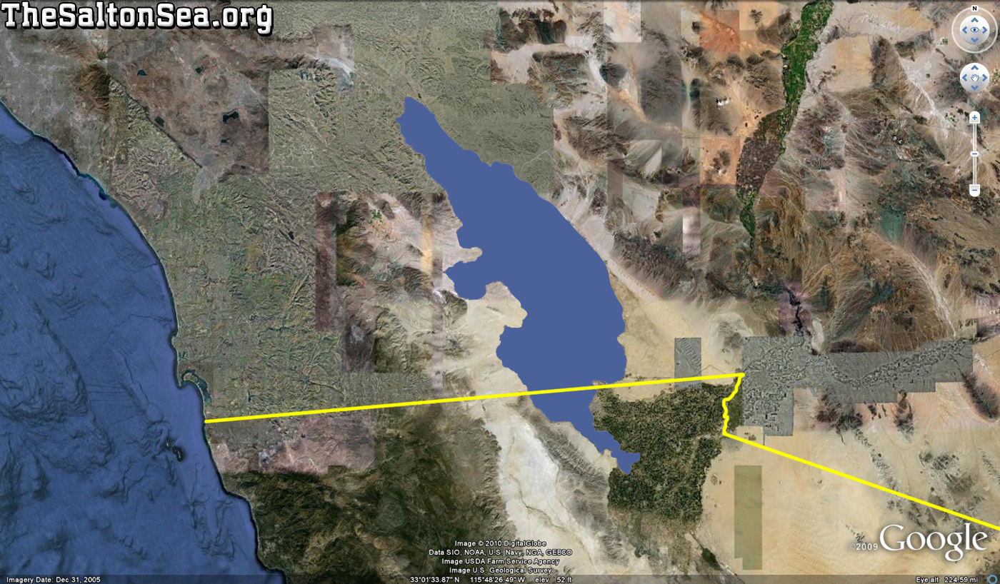 TheSaltonSea.org
N
©2009 Google
Image © 2010 DigitalGlobe
Data SIO, NOAA, U.S. Navy, NGA, GEBCO
Image USDA Farm Service Agency
Image U.S. Geological Survey
Imagery Date: Dec 31, 2005
33°01'33.87" N 115°48'26.49" W elev 52 ft
Eye alt 224.59 mi